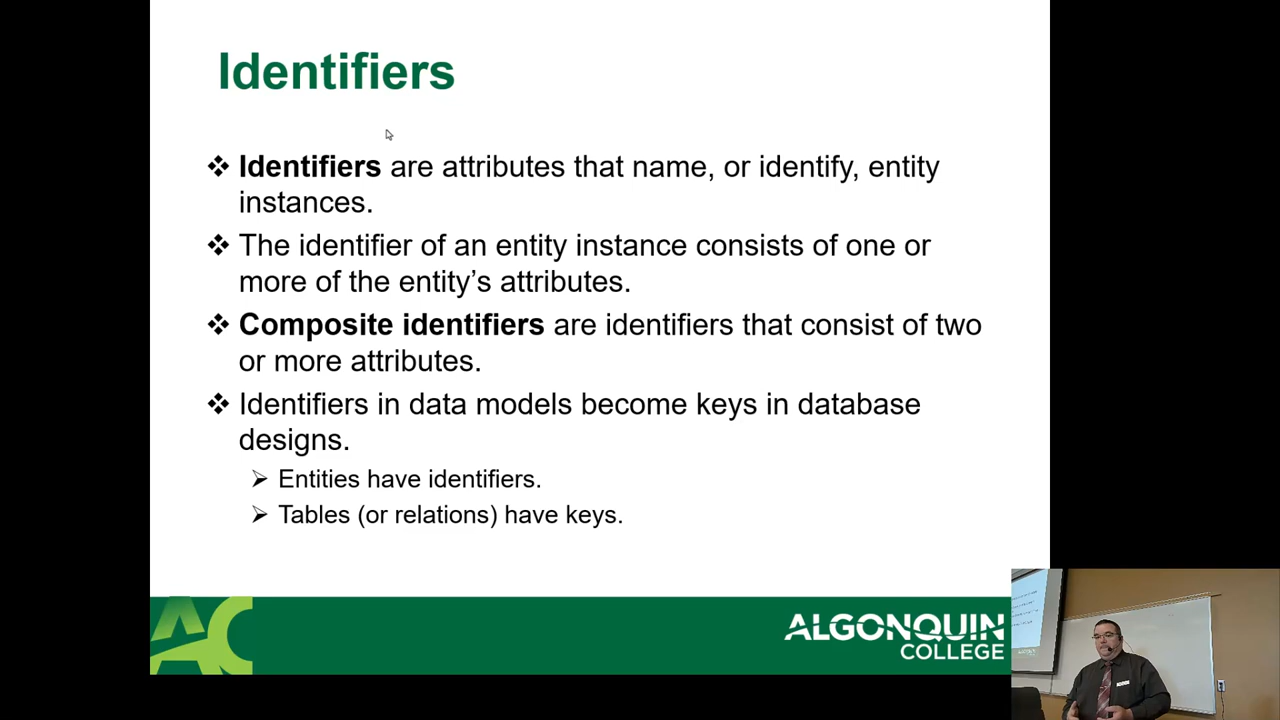 Identifiers
❖ Identifiers are attributes that name, or identify, entity
instances.
❖ The identifier of an entity instance consists of one or
more of the entity’s attributes.
❖ Composite identifiers are identifiers that consist of two
or more attributes.
❖ Identifiers in data models become keys in database
designs.
➢ Entities have identifiers.
➢ Tables (or relations) have keys.
AC
ALGONQUIN
COLLEGE